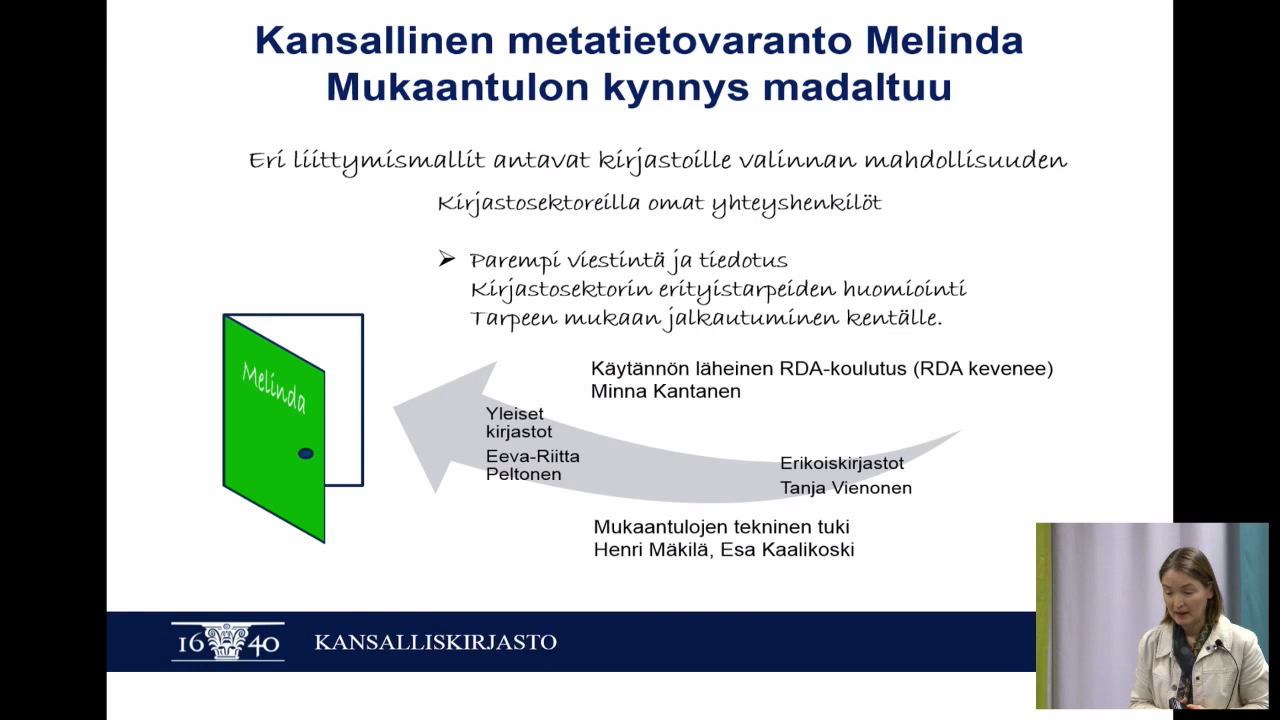 Kansallinen metatietovaranto Melinda
Mukaantulon kynnys madaltuu
Eri liittymismallit antavat kirjastoille valinnan mahdollisuuden
Kirjastosektoreilla omat yhteyshenkilöt
➢ Parempi viestintä ja tiedotus
Kirjastosektorin erityistarpeiden huomiointi
Tarpeen mukaan jalkautuminen kentälle.
Melinda
Käytännön läheinen RDA-koulutus (RDA kevenee)
Minna Kantanen
Yleiset
kirjastot
Eeva-Riitta
Peltonen
Erikoiskirjastot
Tanja Vienonen
Mukaantulojen tekninen tuki
Henri Mäkilä, Esa Kaalikoski
1640
KANSALLISKIRJASTO